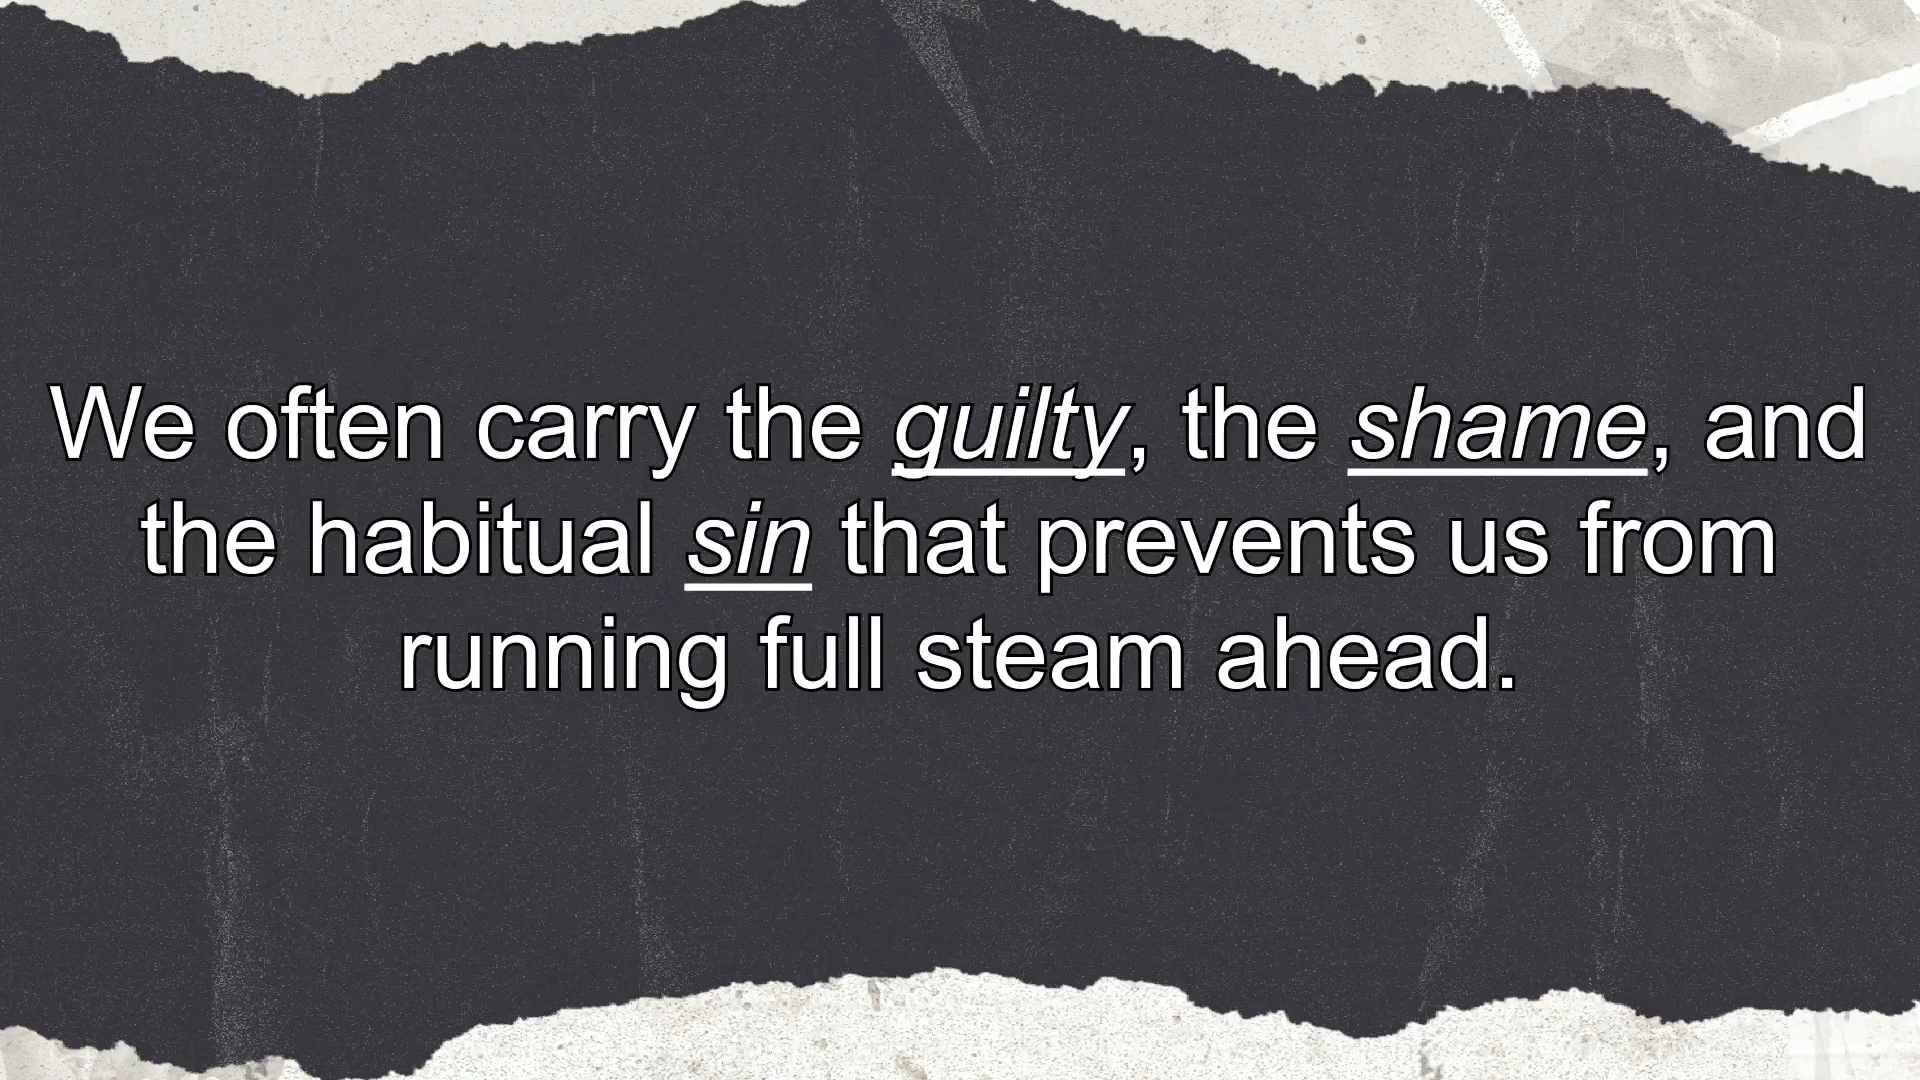 We often carry the guilty, the shame, and
the habitual sin that prevents us from
running full steam ahead.